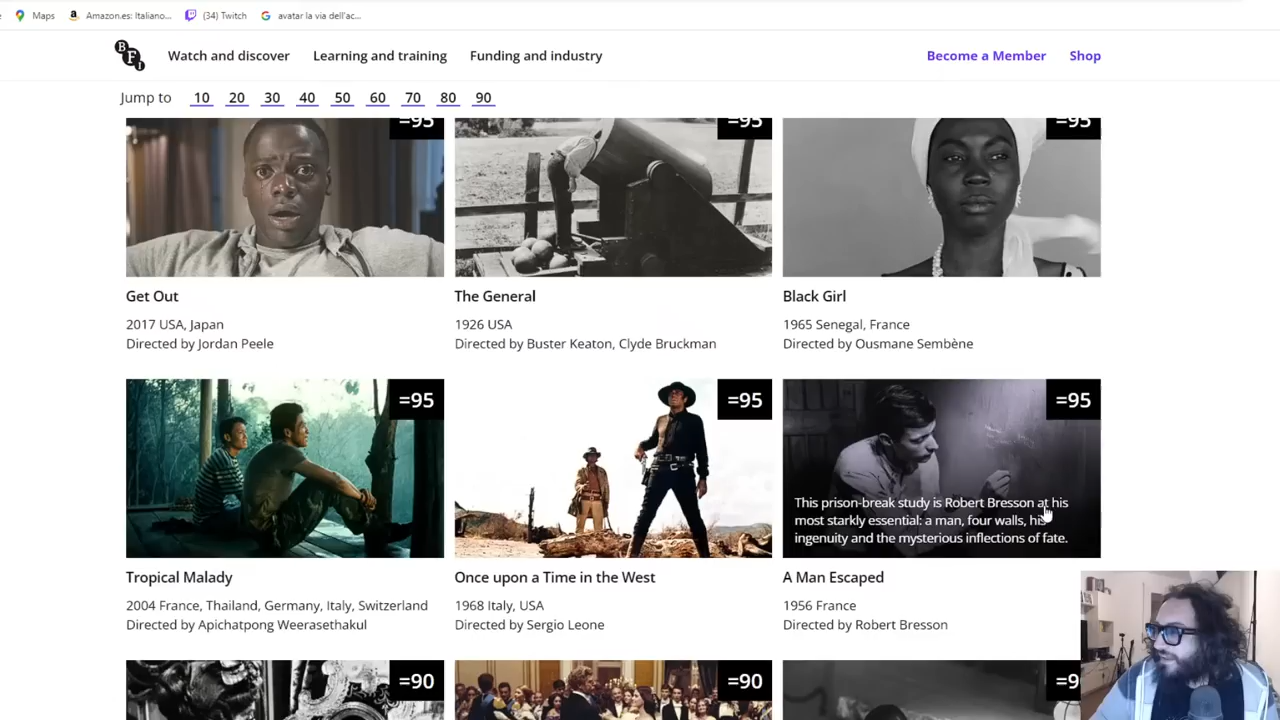 Maps
Amazon.es: Italiano...
(34) Twitch
avatar la via dell'ac...
BFI
Watch and discover
Learning and training
Funding and industry
Become a Member
Shop
Jump to
10
20
30
40
50
60
70
80
90
=95
=95
=95
Get Out
2017 USA, Japan
Directed by Jordan Peele
The General
1926 USA
Directed by Buster Keaton, Clyde Bruckman
Black Girl
1965 Senegal, France
Directed by Ousmane Sembène
=95
=95
=95
This prison-break study is Robert Bresson at his
most starkly essential: a man, four walls, his
ingenuity and the mysterious inflections of fate.
Tropical Malady
2004 France, Thailand, Germany, Italy, Switzerland
Directed by Apichatpong Weerasethakul
Once upon a Time in the West
1968 Italy, USA
Directed by Sergio Leone
A Man Escaped
1956 France
Directed by Robert Bresson
=90
=90